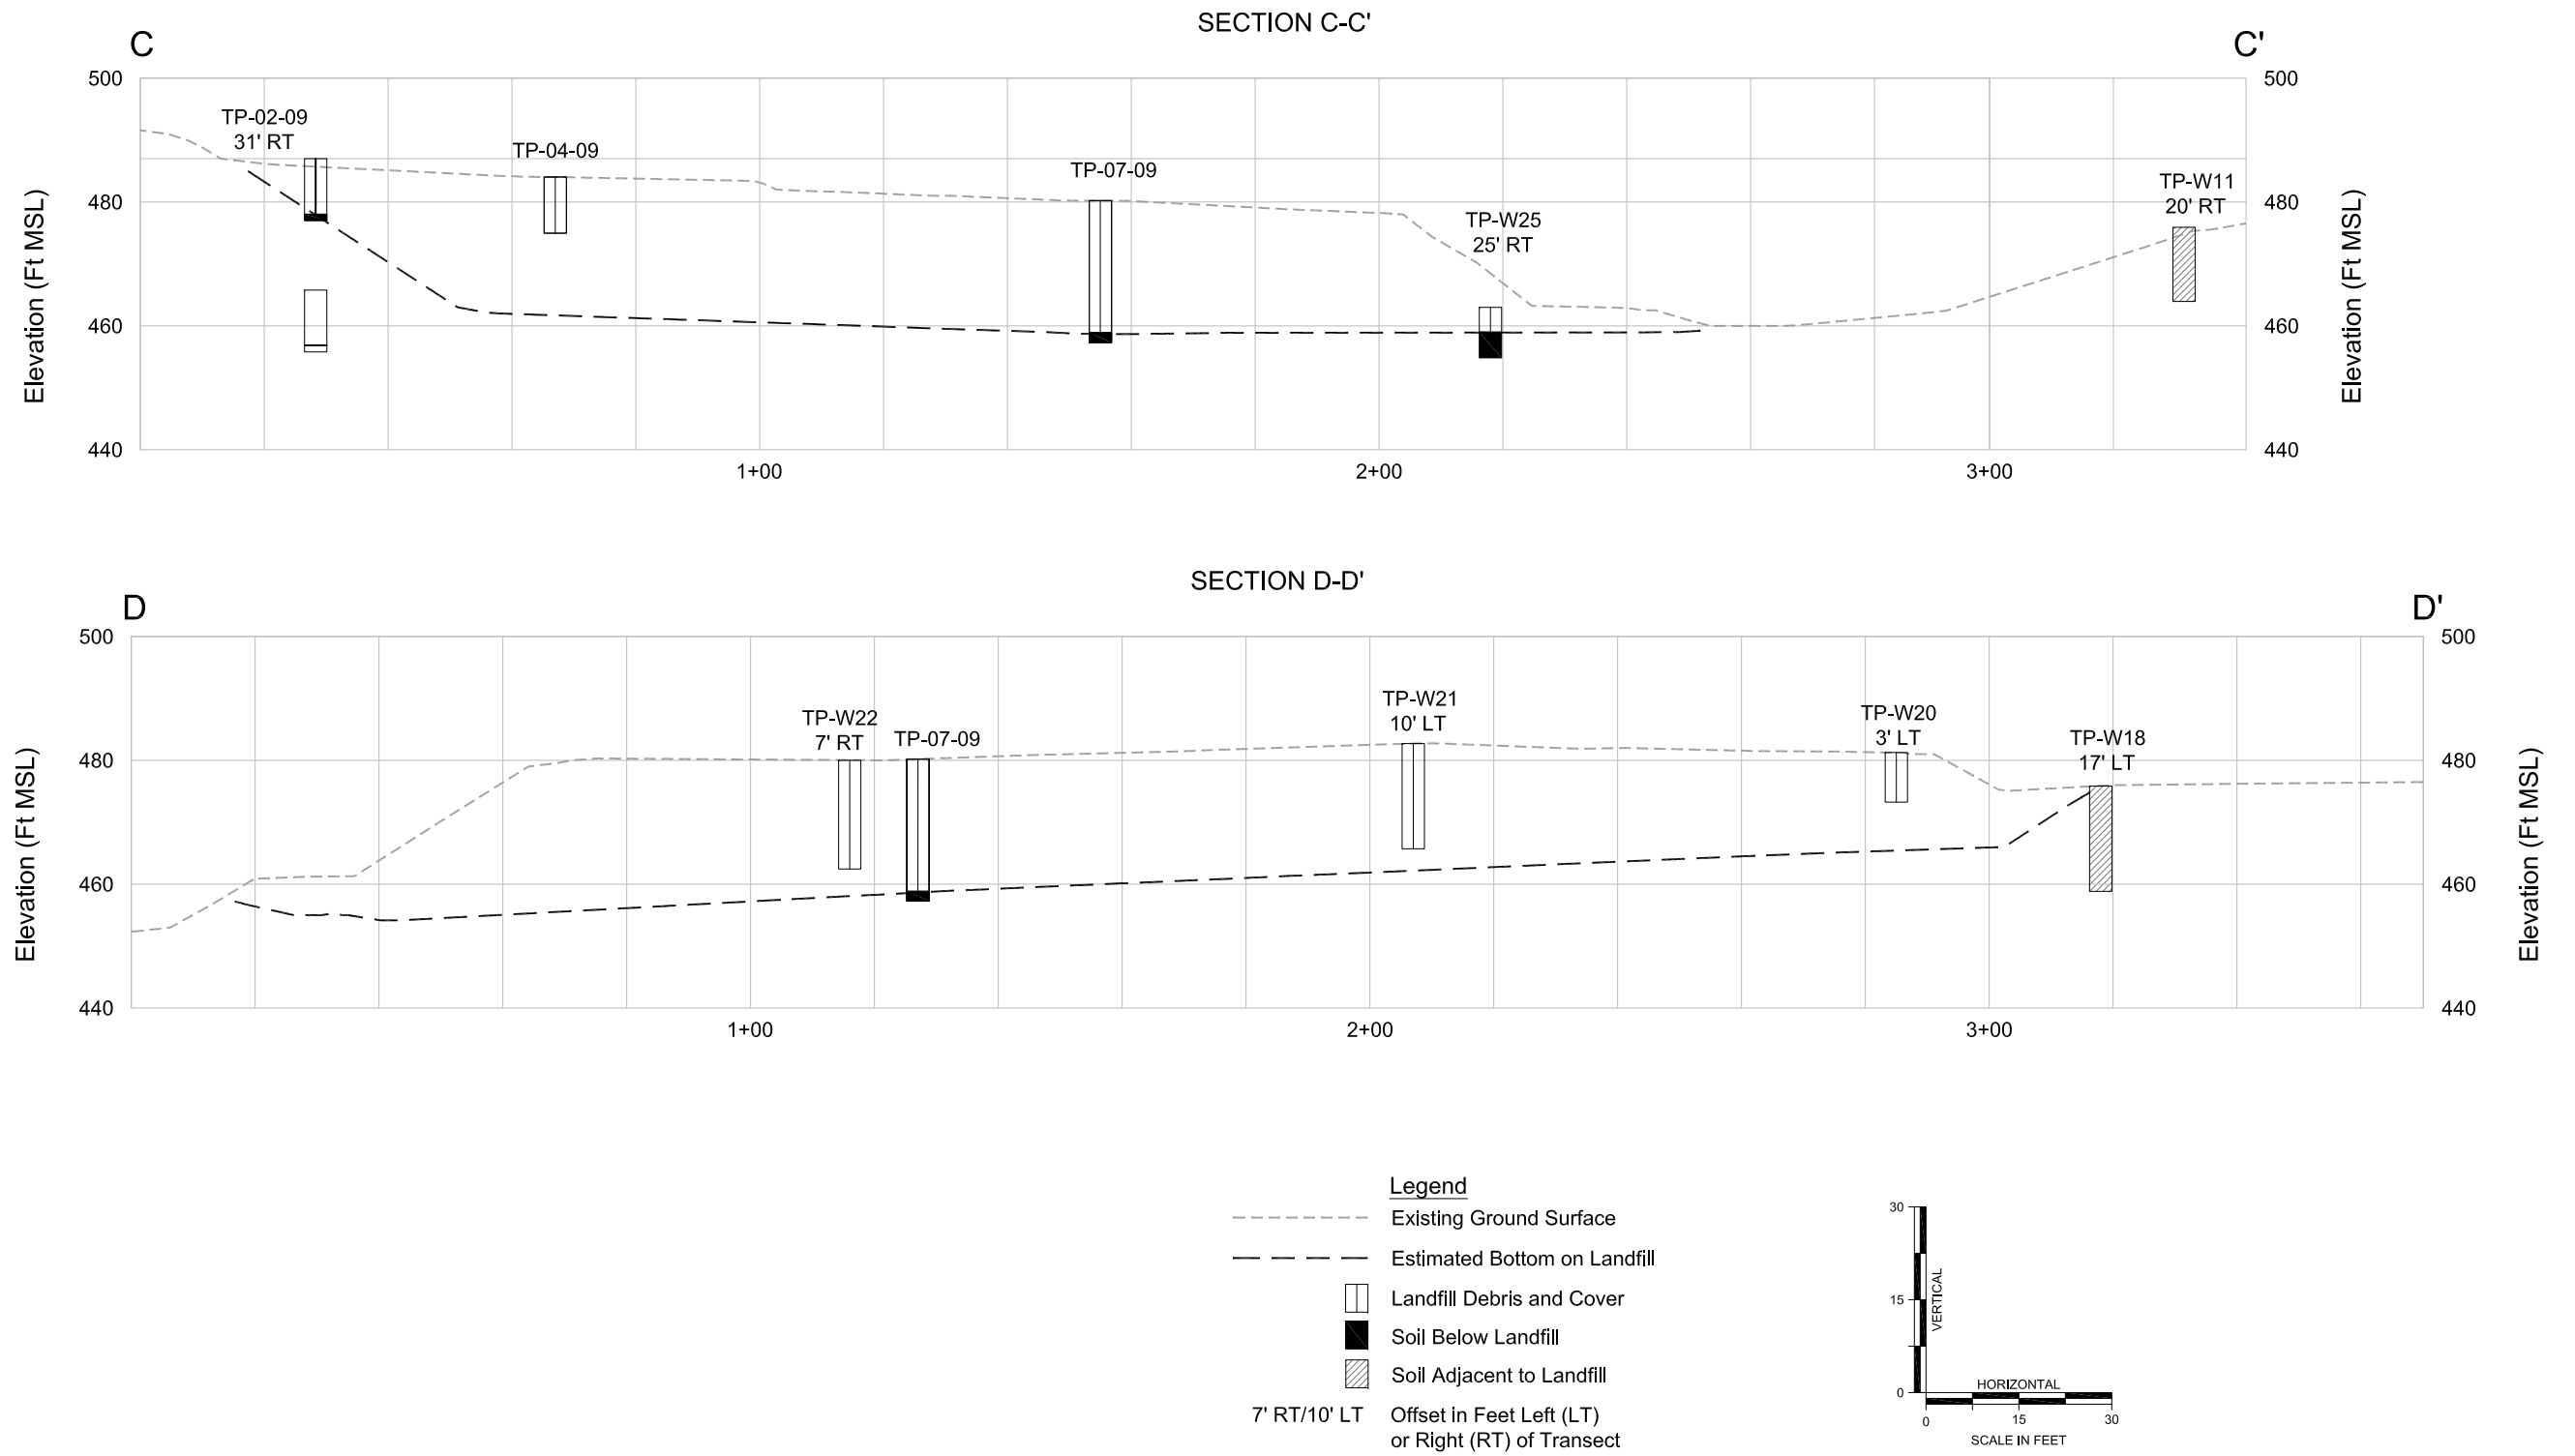 SECTION C-C'
C
C'
500
500
TP-02-09
31' RT
TP-04-09
TP-07-09
TP-W25
25' RT
TP-W11
20' RT
480
480
460
460
440
440
Elevation (Ft MSL)
Elevation (Ft MSL)
1+00
2+00
3+00
SECTION D-D'
D
D'
500
500
TP-W22
7' RT
TP-07-09
TP-W21
10' LT
TP-W20
3' LT
TP-W18
17' LT
480
480
460
460
440
440
Elevation (Ft MSL)
Elevation (Ft MSL)
1+00
2+00
3+00
Legend
Existing Ground Surface
Estimated Bottom on Landfill
Landfill Debris and Cover
Soil Below Landfill
Soil Adjacent to Landfill
7' RT/10' LT Offset in Feet Left (LT)
or Right (RT) of Transect
30
15
0
VERTICAL
HORIZONTAL
0 15 30
SCALE IN FEET